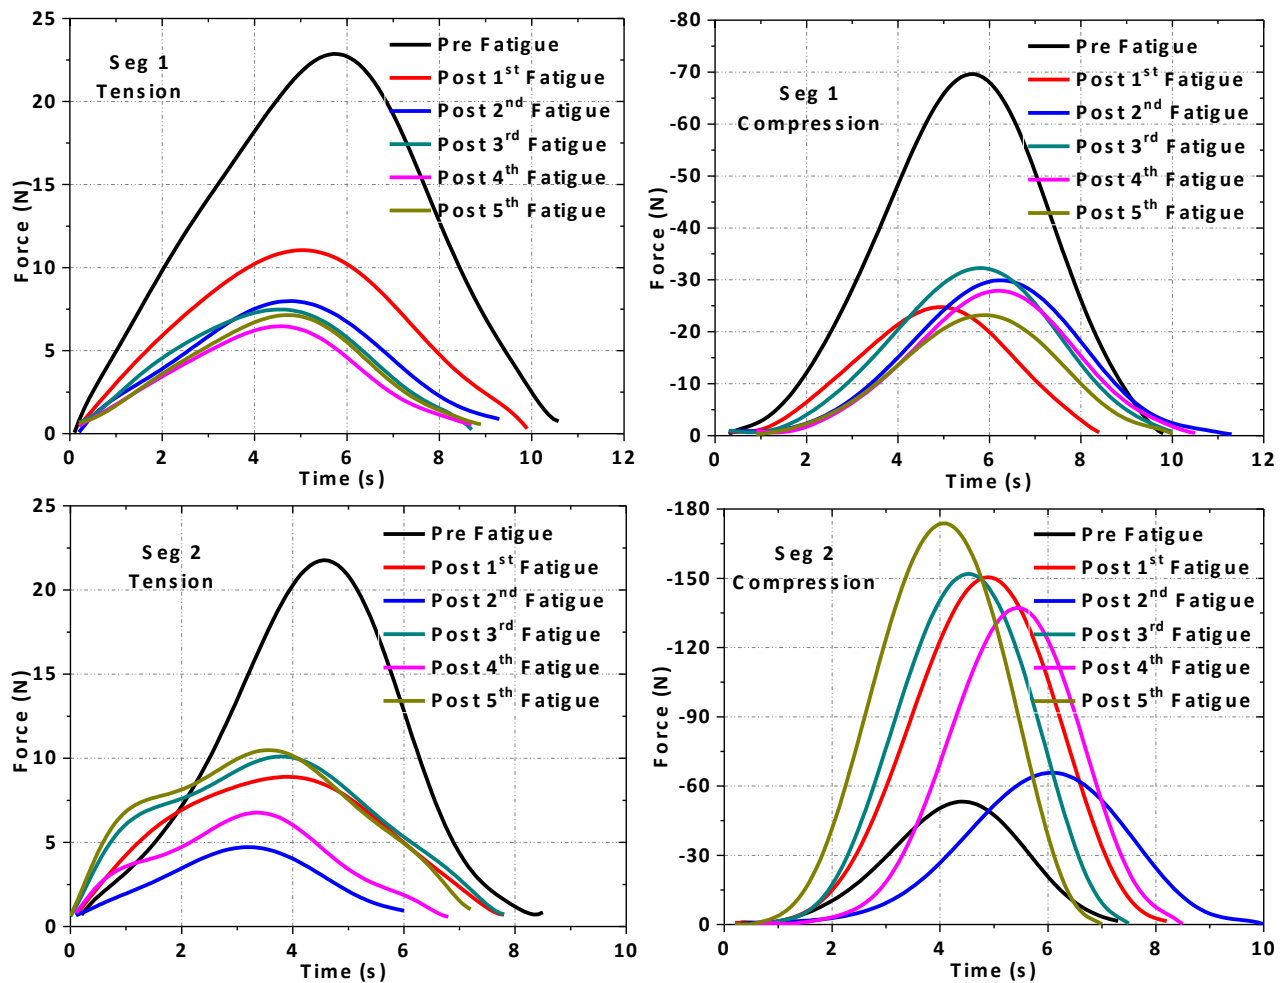 Seg 1
Tension
Pre Fatigue
Post 1st Fatigue
Post 2nd Fatigue
Post 3rd Fatigue
Post 4th Fatigue
Post 5th Fatigue
Force (N)
25
20
15
10
5
0
0 2 4 6 8 10 12
Time (s)
Seg 1
Compression
Pre Fatigue
Post 1st Fatigue
Post 2nd Fatigue
Post 3rd Fatigue
Post 4th Fatigue
Post 5th Fatigue
Force (N)
-80
-70
-60
-50
-40
-30
-20
-10
0
0 2 4 6 8 10 12
Time (s)
Seg 2
Tension
Pre Fatigue
Post 1st Fatigue
Post 2nd Fatigue
Post 3rd Fatigue
Post 4th Fatigue
Post 5th Fatigue
Force (N)
25
20
15
10
5
0
0 2 4 6 8 10
Time (s)
Seg 2
Compression
Pre Fatigue
Post 1st Fatigue
Post 2nd Fatigue
Post 3rd Fatigue
Post 4th Fatigue
Post 5th Fatigue
Force (N)
-180
-150
-120
-90
-60
-30
0
0 2 4 6 8 10
Time (s)